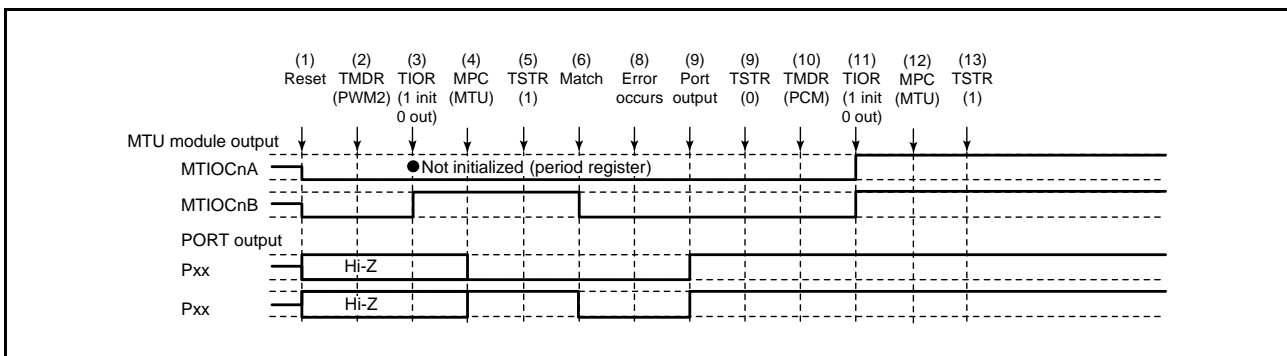 (1) (2) (3) (4) (5) (6) (8) (9) (9) (10) (11) (12) (13)
Reset TMDR TIOR MPC TSTR Match Error Port TSTR TMDR TIOR MPC TSTR
(PWM2) (1 init (MTU) (1) occurs output (0) (PCM) (1 init (MTU) (1)
0 out) 0 out)
MTU module output
MTIOCnA
●Not initialized (period register)
MTIOCnB
PORT output
Pxx
Hi-Z
Pxx
Hi-Z